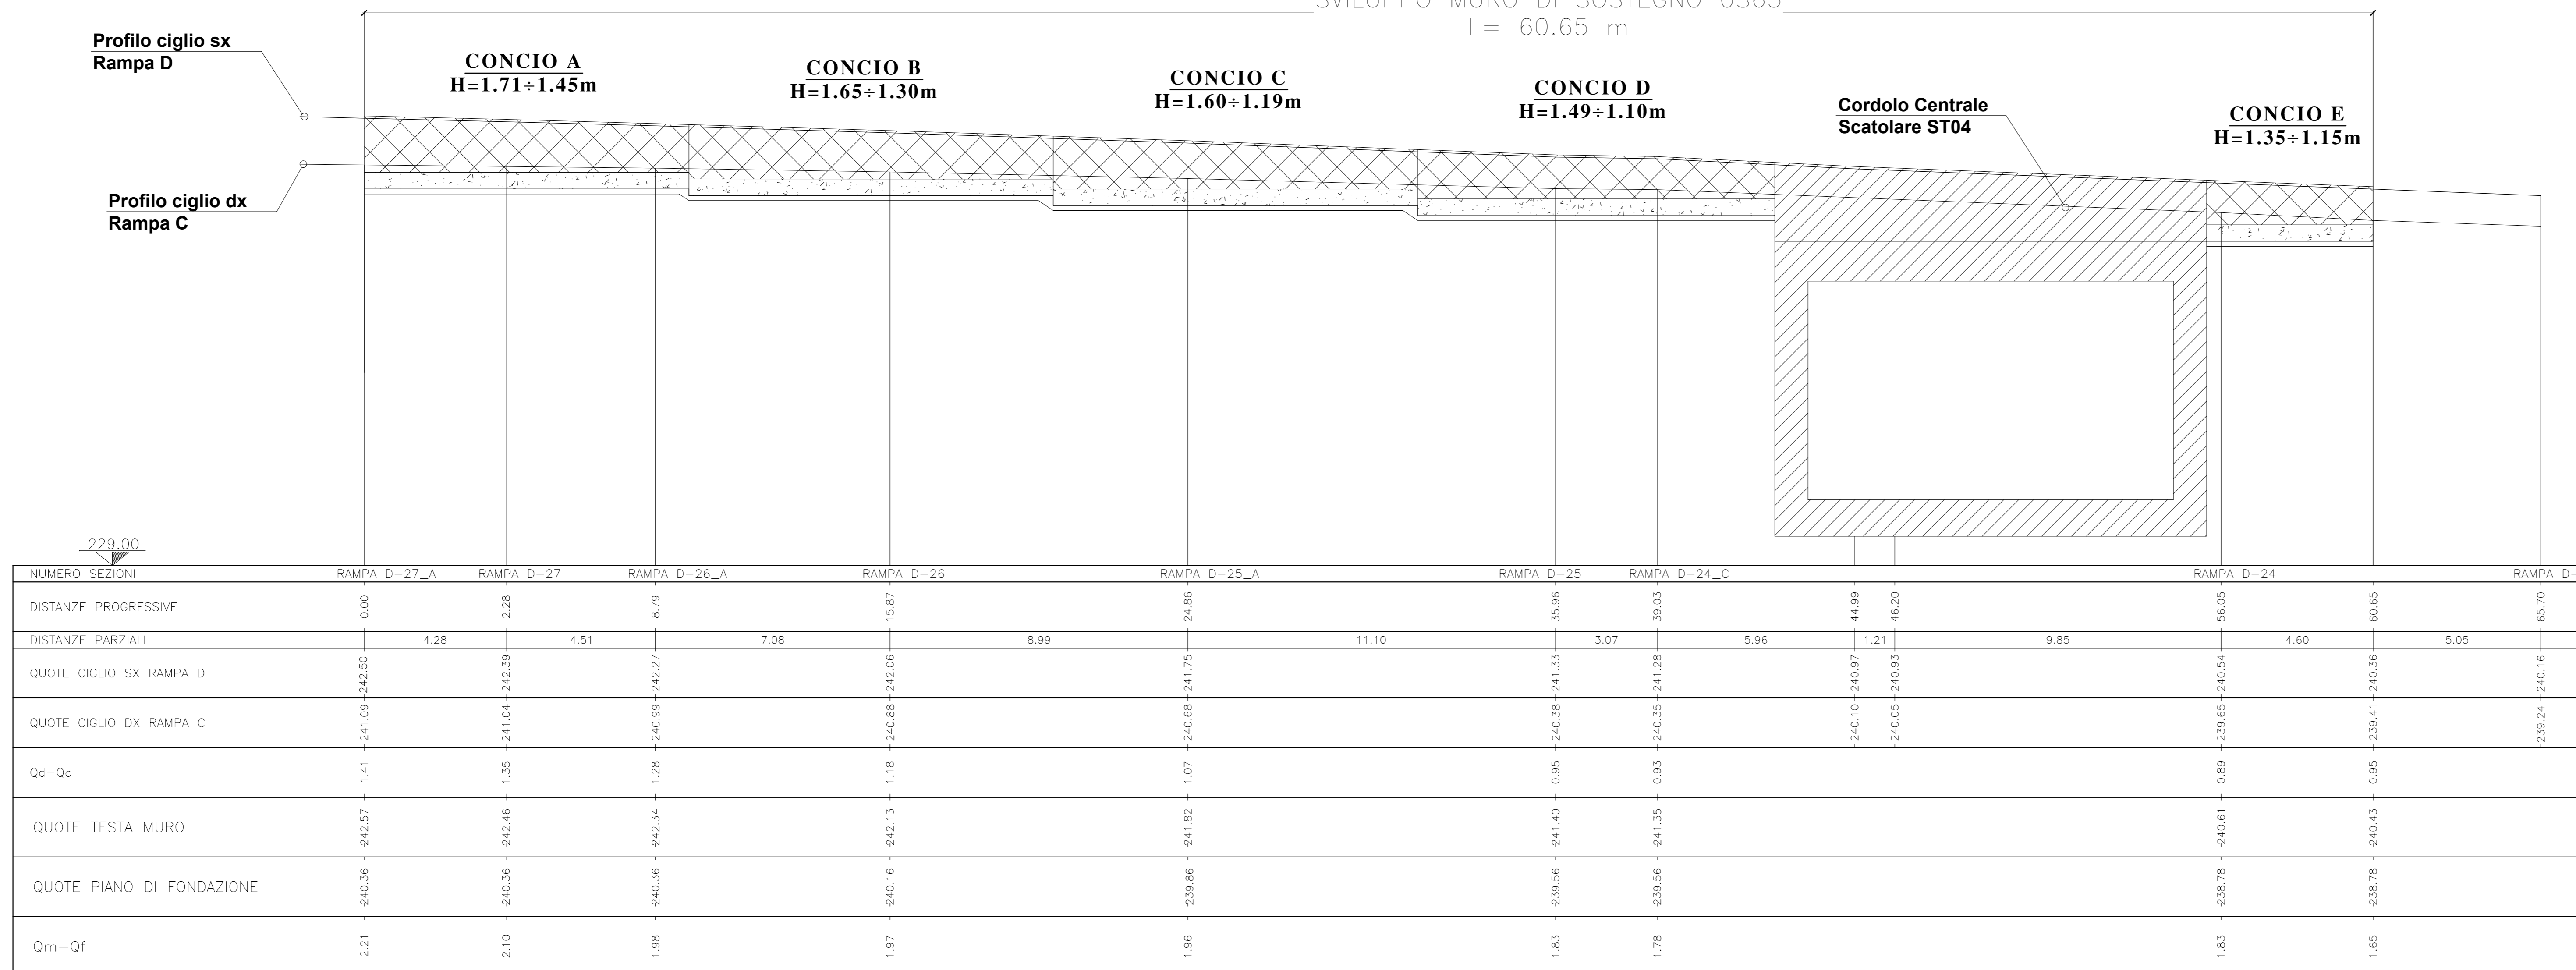 SVILUPPO MURO DI SOSTEGNO OS65
L= 60.65 m
Profilo ciglio sx
Rampa D
CONCIO A
H=1.71÷1.45m
CONCIO B
H=1.65÷1.30m
CONCIO C
H=1.60÷1.19m
CONCIO D
H=1.49÷1.10m
Cordolo Centrale
Scatolare ST04
CONCIO E
H=1.35÷1.15m
Profilo ciglio dx
Rampa C
229.00
NUMERO SEZIONI RAMPA D-27_A RAMPA D-27 RAMPA D-26_A RAMPA D-26 RAMPA D-25_A RAMPA D-25 RAMPA D-24_C RAMPA D-24 RAMPA D-
DISTANZE PROGRESSIVE 0.00 2.28 8.79 15.87 24.86 35.96 39.03 44.99 46.20 56.05 60.65 65.70
DISTANZE PARZIALI 4.28 4.51 7.08 8.99 11.10 3.07 5.96 1.21 9.85 4.60 5.05
QUOTE CIGLIO SX RAMPA D 242.50 242.39 242.27 242.06 241.75 241.33 241.28 240.97 240.93 240.54 240.36 240.16
QUOTE CIGLIO DX RAMPA C 241.09 241.04 240.99 240.88 240.68 240.38 240.35 240.10 240.05 239.65 239.41 239.24
Qd-Qc 1.41 1.35 1.28 1.18 1.07 0.95 0.93 0.89 0.95
QUOTE TESTA MURO 242.57 242.46 242.34 242.13 241.82 241.40 241.35 240.61 240.43
QUOTE PIANO DI FONDAZIONE 240.36 240.36 240.36 240.16 239.86 239.56 239.56 238.78 238.78
Qm-Qf 2.21 2.10 1.98 1.97 1.96 1.83 1.78 1.83 1.65